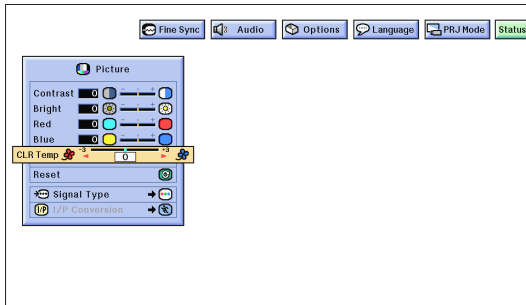 Fine Sync Audio Options Language PRJ Mode Status
Picture
Contrast 0
Bright 0
Red 0
Blue 0
CLR Temp -3 0 +3
Reset
Signal Type
I/P I/P Conversion